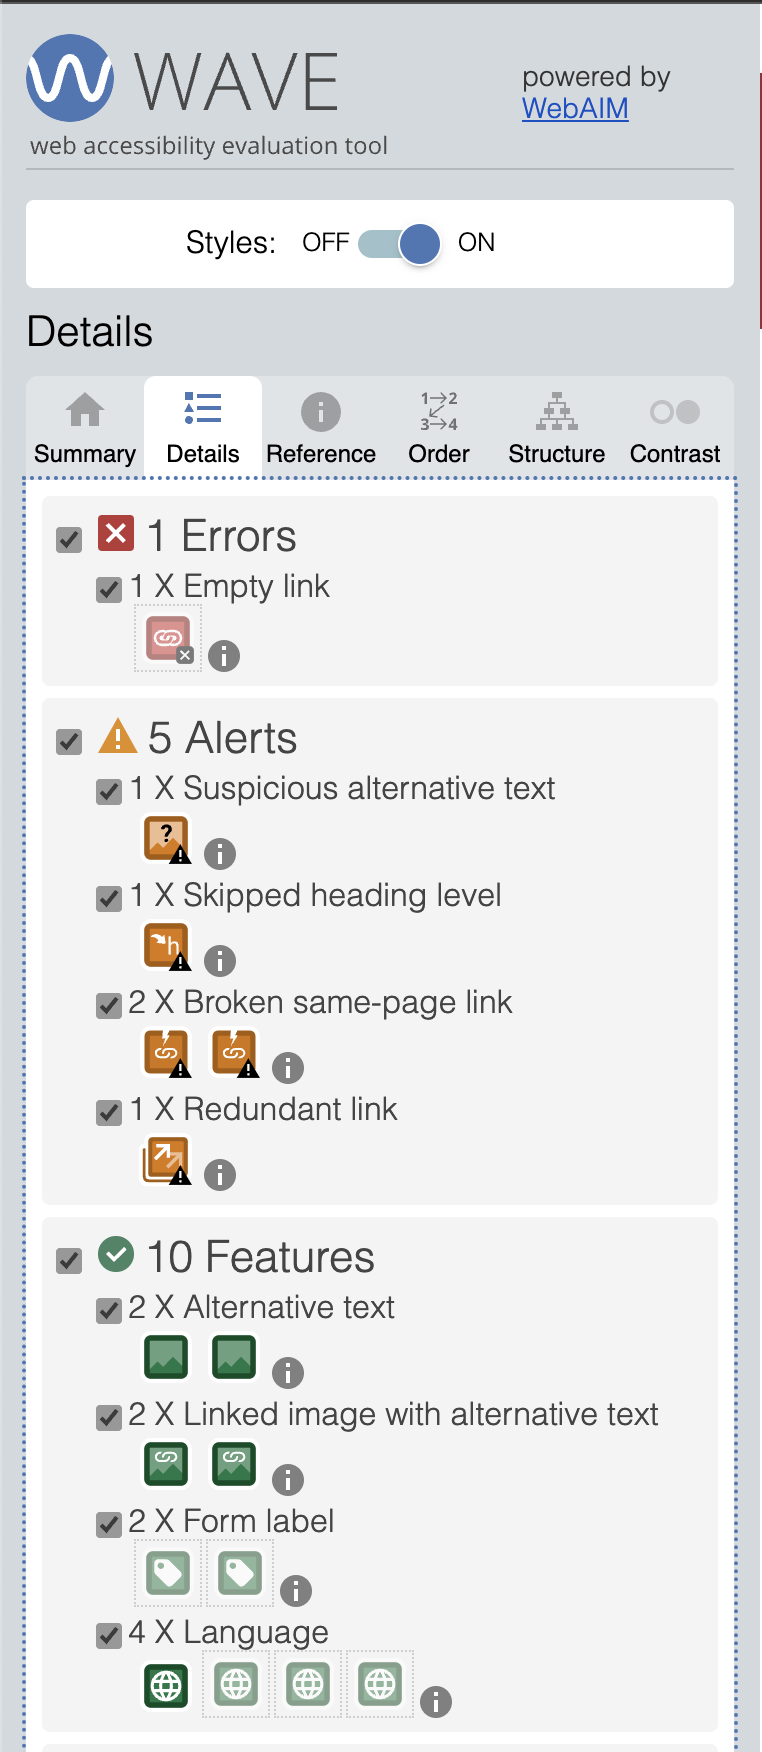 WAVE
powered by
WebAIM
web accessibility evaluation tool
Styles: OFF ON
Details
Summary Details Reference Order Structure Contrast
1 Errors
1 X Empty link
5 Alerts
1 X Suspicious alternative text
1 X Skipped heading level
2 X Broken same-page link
1 X Redundant link
10 Features
2 X Alternative text
2 X Linked image with alternative text
2 X Form label
4 X Language